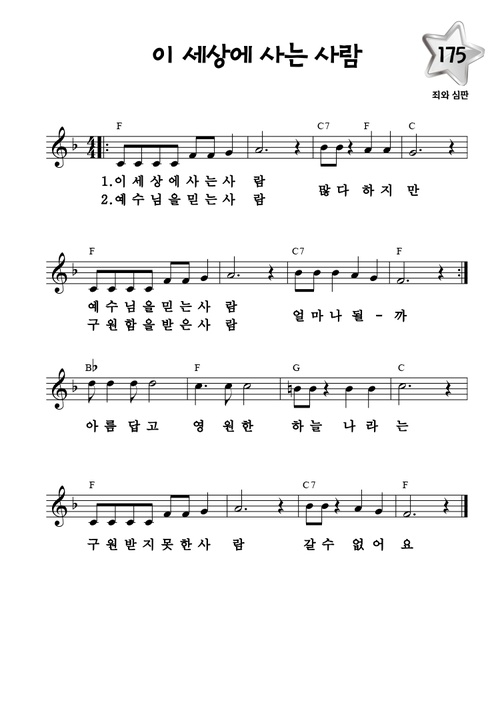 이 세상에 사는 사람
175
죄와 심판
F C7 F C
1.이 세 상 에 사 는 사 람 많 다 하 지 만
2.예 수 님 을 믿 는 사 람
F C7 F
예 수 님 을 믿 는 사 람 얼 마 나 될 - 까
구 원 함 을 받 은 사 람
B♭ F G C
아 름 답 고 영 원 한 하 늘 나 라 는
F C7 F
구 원 받 지 못 한 사 람 갈 수 없 어 요